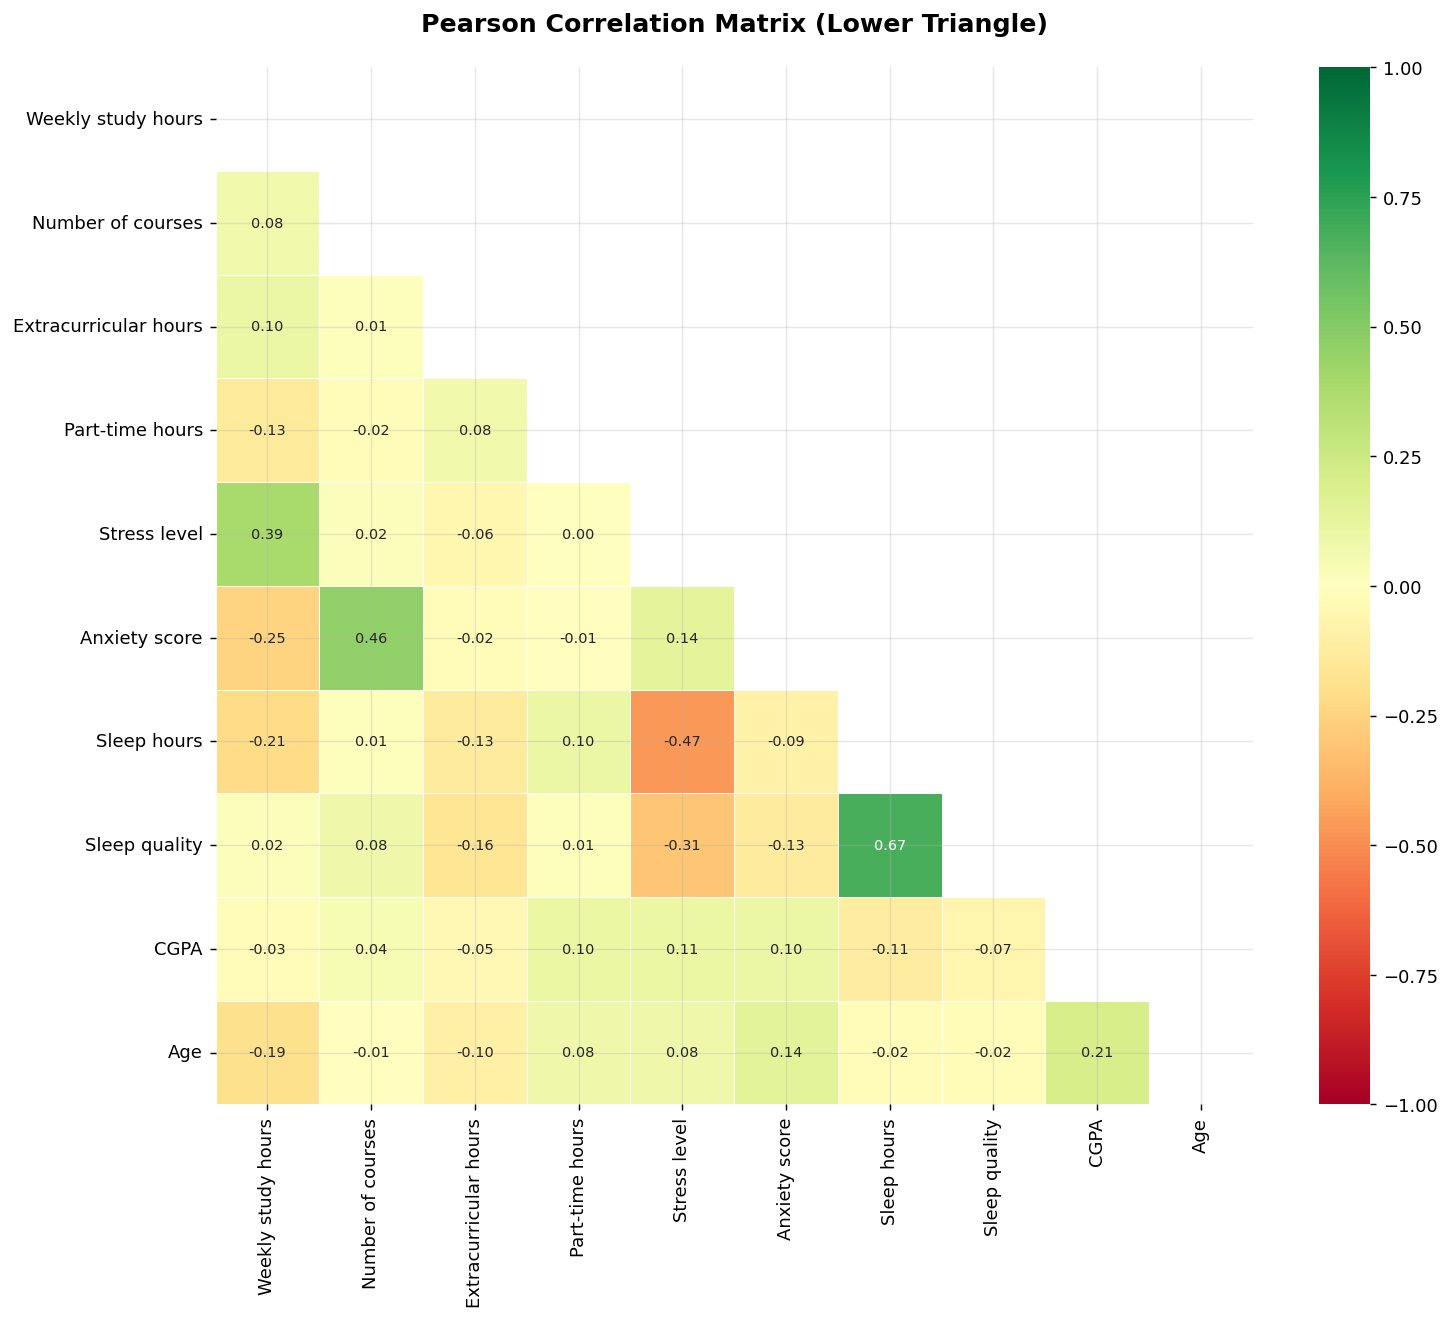 Pearson Correlation Matrix (Lower Triangle)
Weekly study hours
Number of courses 0.08
Extracurricular hours 0.10 0.01
Part-time hours -0.13 -0.02 0.08
Stress level 0.39 0.02 -0.06 0.00
Anxiety score -0.25 0.46 -0.02 -0.01 0.14
Sleep hours -0.21 0.01 -0.13 0.10 -0.47 -0.09
Sleep quality 0.02 0.08 -0.16 0.01 -0.31 -0.13 0.67
CGPA -0.03 0.04 -0.05 0.10 0.11 0.10 -0.11 -0.07
Age -0.19 -0.01 -0.10 0.08 0.08 0.14 -0.02 -0.02 0.21
Weekly study hours
Number of courses
Extracurricular hours
Part-time hours
Stress level
Anxiety score
Sleep hours
Sleep quality
CGPA
Age
1.00
0.75
0.50
0.25
0.00
−0.25
−0.50
−0.75
−1.00